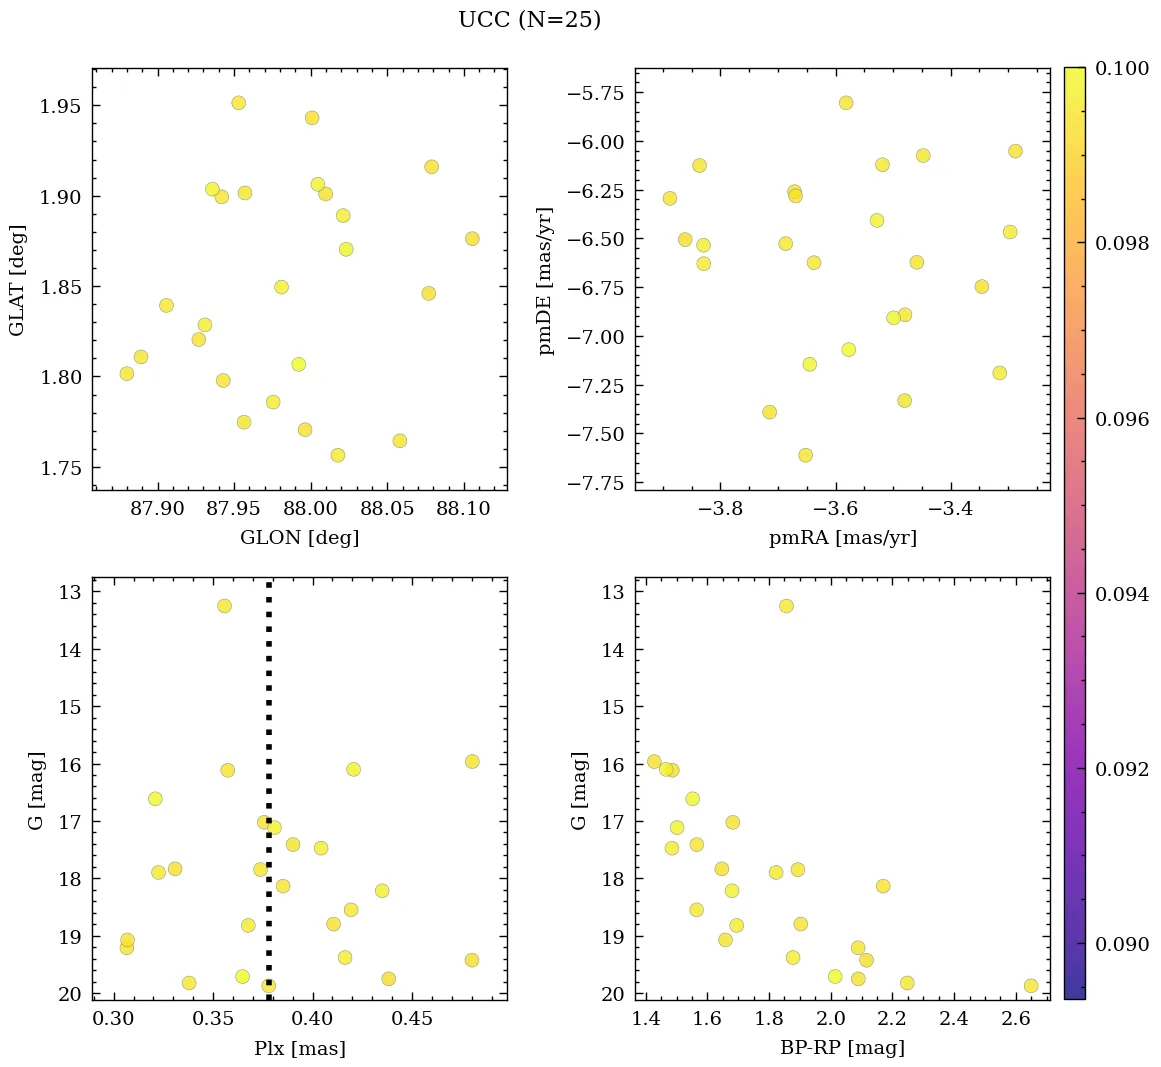 UCC (N=25)
1.95
1.90
1.85
1.80
1.75
GLAT [deg]
87.90 87.95 88.00 88.05 88.10
GLON [deg]
−5.75
−6.00
−6.25
−6.50
−6.75
−7.00
−7.25
−7.50
−7.75
pmDE [mas/yr]
−3.8 −3.6 −3.4
pmRA [mas/yr]
13
14
15
16
17
18
19
20
G [mag]
0.30 0.35 0.40 0.45
Plx [mas]
13
14
15
16
17
18
19
20
G [mag]
1.4 1.6 1.8 2.0 2.2 2.4 2.6
BP-RP [mag]
0.100
0.098
0.096
0.094
0.092
0.090